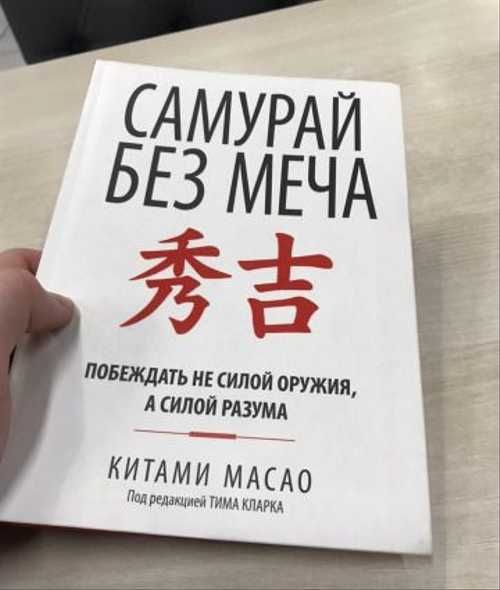 САМУРАЙ
БЕЗ МЕЧА
秀吉
ПОБЕЖДАТЬ НЕ СИЛОЙ ОРУЖИЯ,
А СИЛОЙ РАЗУМА
КИТАМИ МАСАО
Под редакцией ТИМА КЛАРКА